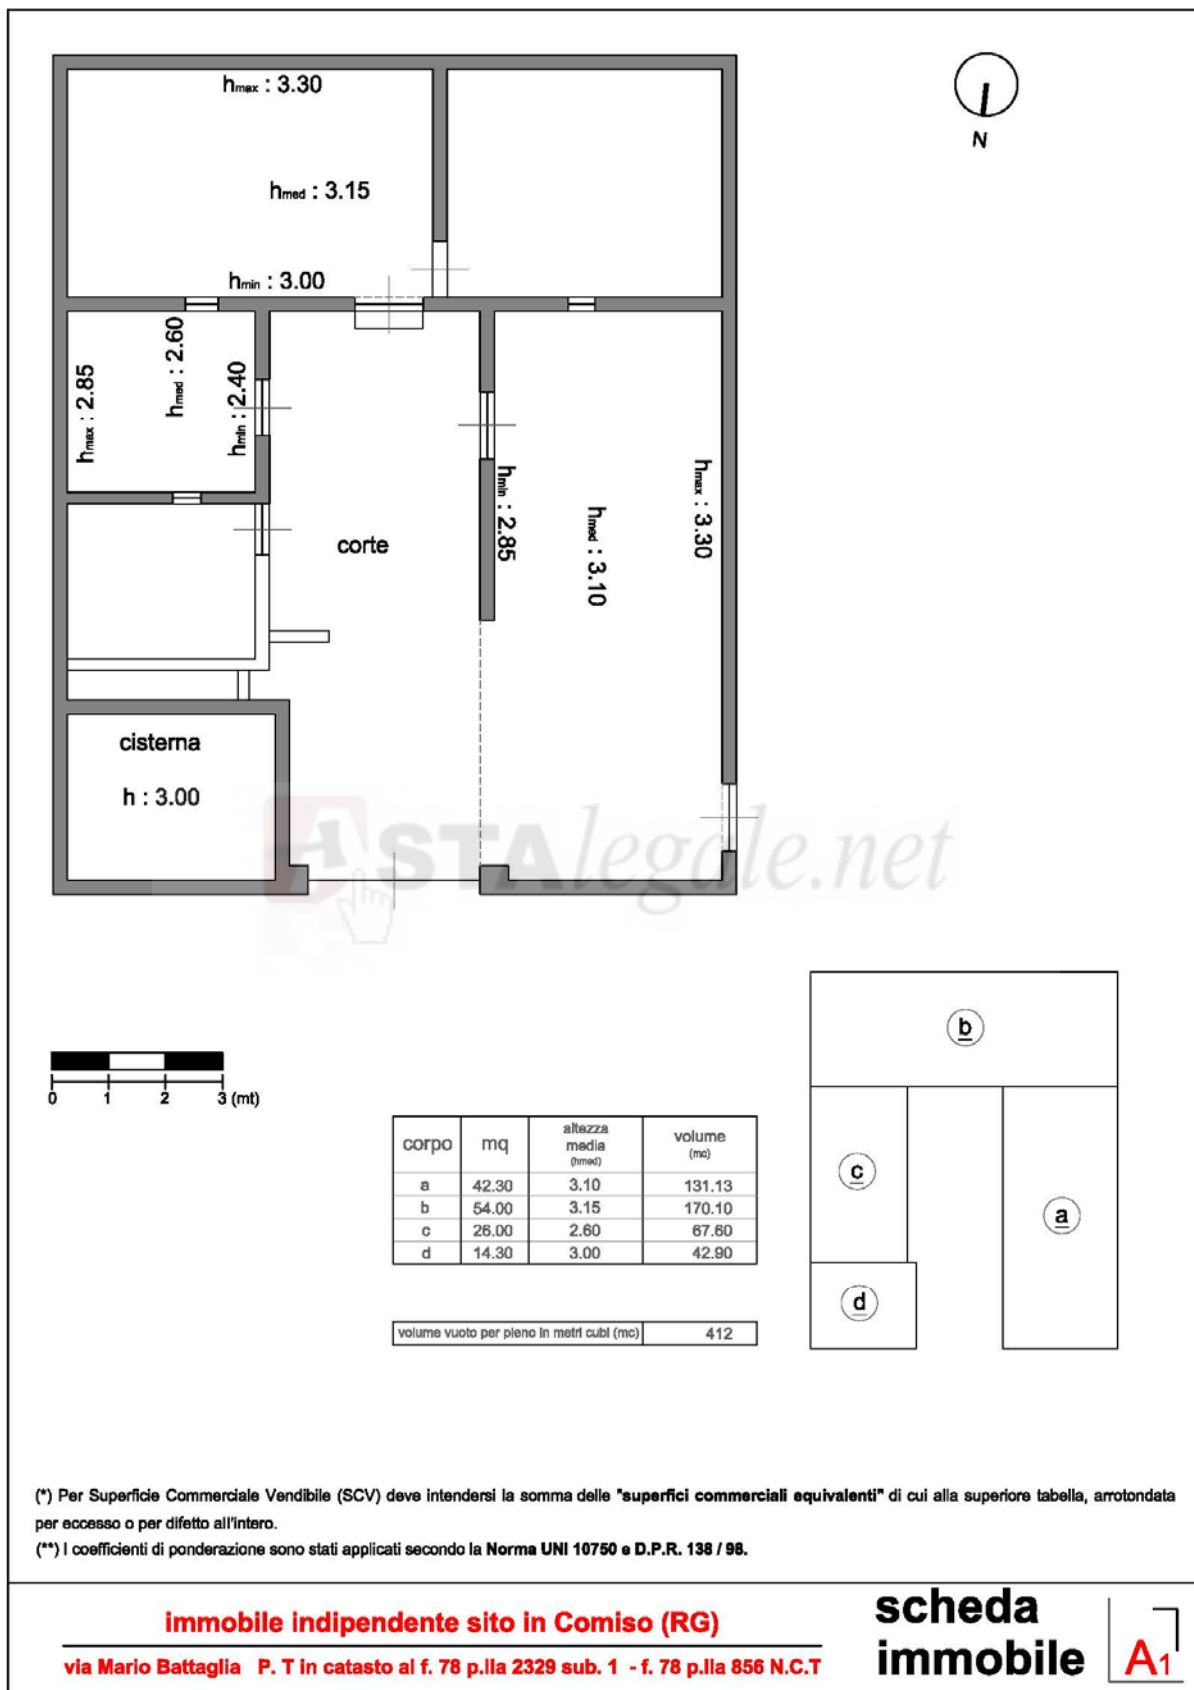 hmax : 3.30
N
hmed : 3.15
hmin : 3.00
hmax : 2.85
hmed : 2.60
hmin : 2.40
hmin : 2.85
hmed : 3.10
hmax : 3.30
corte
cisterna
h : 3.00
ASTAlegale.net
0 1 2 3 (mt)
b
c
a
d
corpo mq altezza media (hmed) volume (mc)
a 42.30 3.10 131.13
b 54.00 3.15 170.10
c 26.00 2.60 67.60
d 14.30 3.00 42.90
volume vuoto per pieno in metri cubi (mc) 412
(*) Per Superficie Commerciale Vendibile (SCV) deve intendersi la somma delle "superfici commerciali equivalenti" di cui alla superiore tabella, arrotondata
per eccesso o per difetto all'intero.
(**) I coefficienti di ponderazione sono stati applicati secondo la Norma UNI 10750 e D.P.R. 138 / 98.
immobile indipendente sito in Comiso (RG)
via Mario Battaglia P. T in catasto al f. 78 p.lla 2329 sub. 1 - f. 78 p.lla 856 N.C.T
scheda
immobile
A1